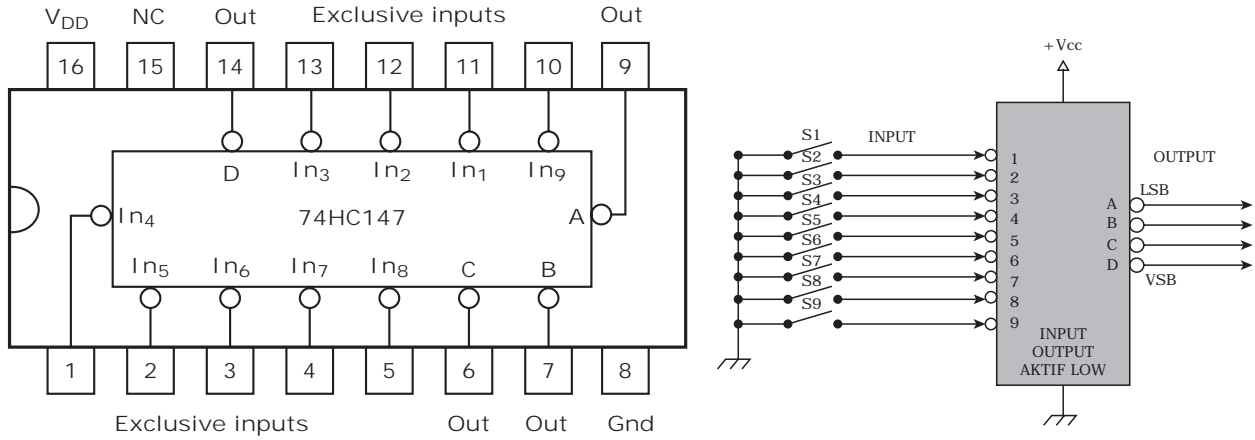 V_DD NC Out Exclusive inputs Out
16 15 14 13 12 11 10 9
D In₃ In₂ In₁ In₉
In₄ 74HC147 A
In₅ In₆ In₇ In₈ C B
1 2 3 4 5 6 7 8
Exclusive inputs Out Out Gnd
+Vcc
S1 INPUT 1
S2 2
S3 3
S4 4
S5 5
S6 6
S7 7
S8 8
S9 9
OUTPUT
LSB
A
B
C
D
VSB
INPUT
OUTPUT
AKTIF LOW